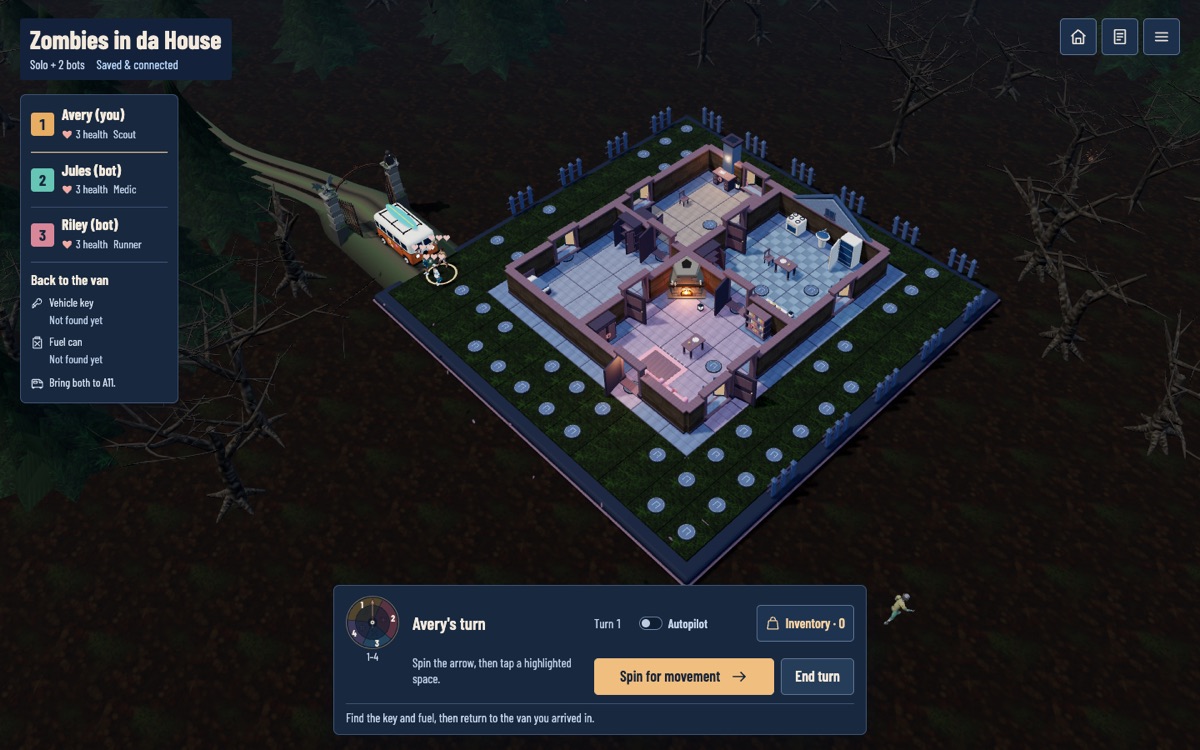 Zombies in da House
Solo + 2 bots Saved & connected
1
Avery (you)
3 health Scout
2
Jules (bot)
3 health Medic
3
Riley (bot)
3 health Runner
Back to the van
Vehicle key
Not found yet
Fuel can
Not found yet
Bring both to A11.
1
2
3
4
1–4
Avery's turn
Turn 1
Autopilot
Inventory · 0
Spin the arrow, then tap a highlighted
space.
Spin for movement
End turn
Find the key and fuel, then return to the van you arrived in.